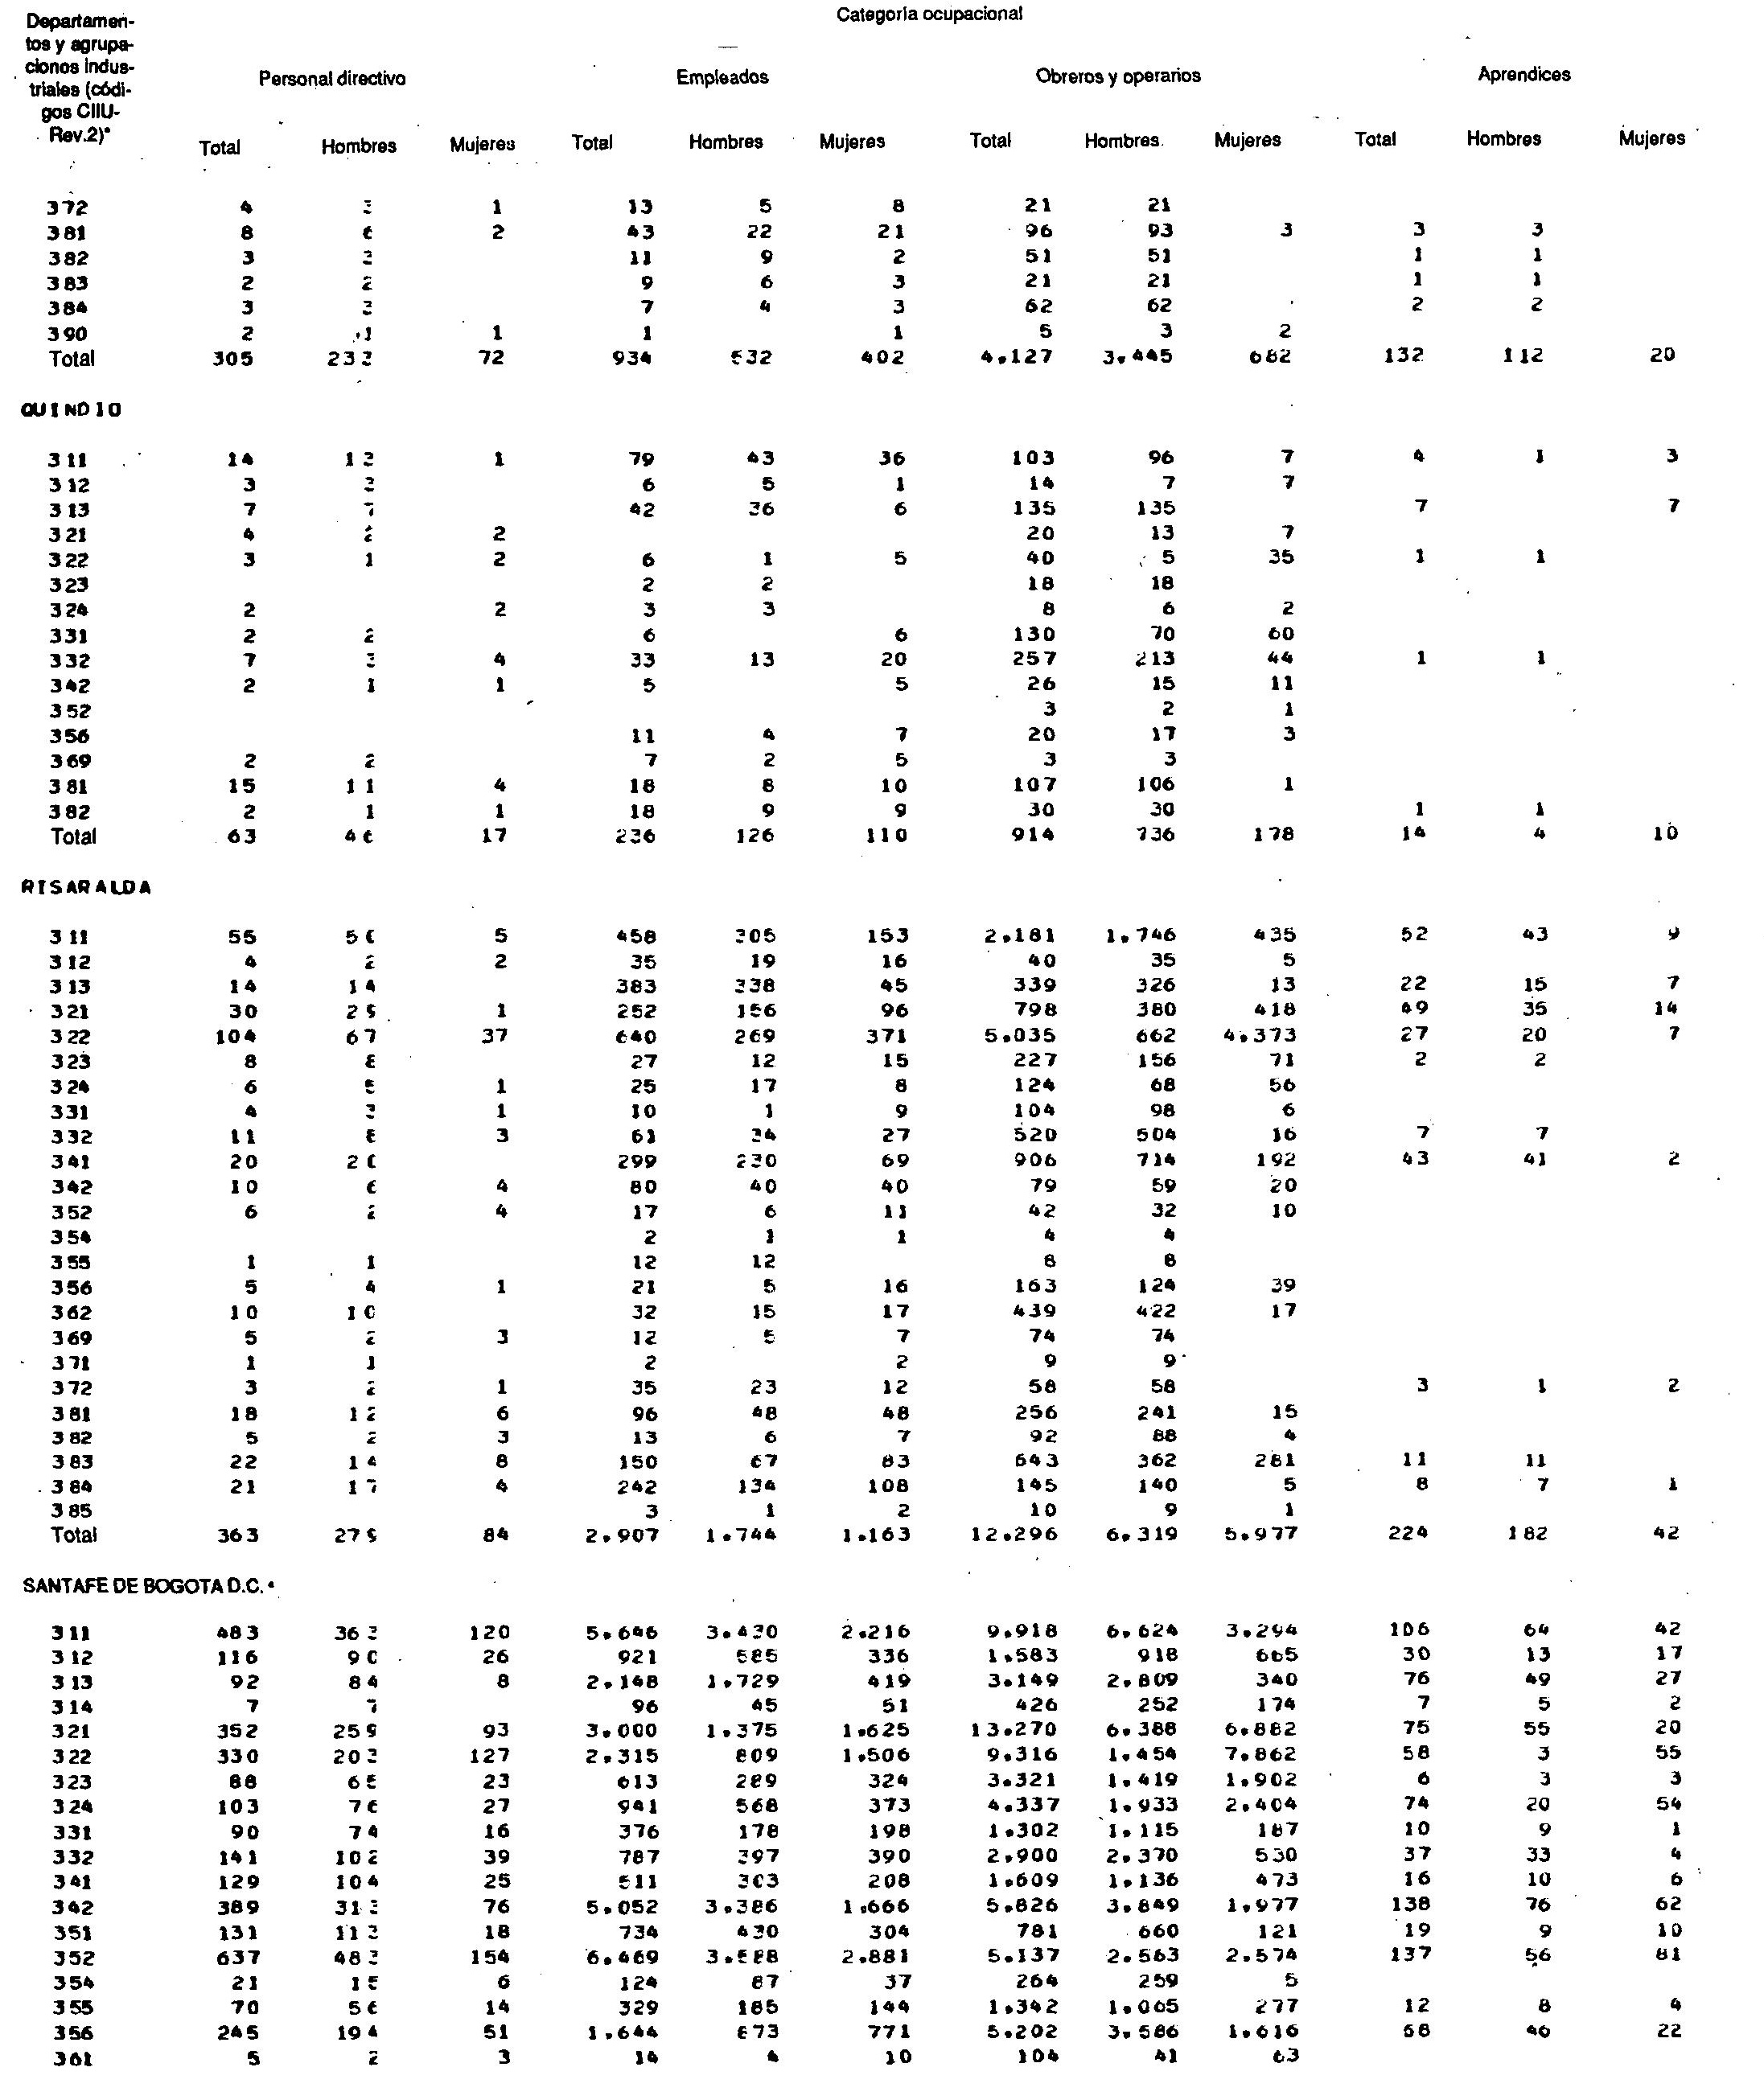 Categoría ocupacional
Departamen-
tos y agrupa-
cionos indus-
triales (códi-
gos CIIU-
Rev.2)*
Personal directivo Empleados Obreros y operarios Aprendices
Total Hombres Mujeres Total Hombres Mujeres Total Hombres. Mujeres Total Hombres Mujeres
372 4 3 1 13 5 8 21 21
381 8 6 2 43 22 21 96 93 3 3 3
382 3 3 11 9 2 51 51 1 1
383 2 2 9 6 3 21 21 1 1
384 3 3 7 4 3 62 62 2 2
390 2 1 1 1 1 5 3 2
Total 305 233 72 934 532 402 4.127 3.445 682 132 112 20
QUINDIO
311 14 13 1 79 43 36 103 96 7 4 1 3
312 3 3 6 5 1 14 7 7
313 7 7 42 36 6 135 135 7 7
321 4 2 2 20 13 7
322 3 1 2 6 1 5 40 5 35 1 1
323 2 2 18 18
324 2 2 3 3 8 6 2
331 2 2 6 6 130 70 60
332 7 3 4 33 13 20 257 213 44 1 1
342 2 1 1 5 5 26 15 11
352 3 2 1
356 11 4 7 20 17 3
369 2 2 7 2 5 3 3
381 15 11 4 18 8 10 107 106 1
382 2 1 1 18 9 9 30 30 1 1
Total 63 46 17 236 126 110 914 736 178 14 4 10
RISARALDA
311 55 50 5 458 305 153 2.181 1.746 435 52 43 9
312 4 2 2 35 19 16 40 35 5
313 14 14 383 338 45 339 326 13 22 15 7
321 30 29 1 252 156 96 798 380 418 49 35 14
322 104 67 37 640 269 371 5.035 662 4.373 27 20 7
323 8 8 27 12 15 227 156 71 2 2
324 6 5 1 25 17 8 124 68 56
331 4 3 1 10 1 9 104 98 6
332 11 8 3 61 34 27 520 504 16 7 7
341 20 20 299 230 69 906 714 192 43 41 2
342 10 6 4 80 40 40 79 59 20
352 6 2 4 17 6 11 42 32 10
354 2 1 1 4 4
355 1 1 12 12 8 8
356 5 4 1 21 5 16 163 124 39
362 10 10 32 15 17 439 422 17
369 5 2 3 12 5 7 74 74
371 1 1 2 2 9 9
372 3 2 1 35 23 12 58 58 3 1 2
381 18 12 6 96 48 48 256 241 15
382 5 2 3 13 6 7 92 88 4
383 22 14 8 150 67 83 643 362 281 11 11
384 21 17 4 242 134 108 145 140 5 8 7 1
385 3 1 2 10 9 1
Total 363 279 84 2.907 1.744 1.163 12.296 6.319 5.977 224 182 42
SANTAFE DE BOGOTA D.C.
311 483 363 120 5.646 3.430 2.216 9.918 6.624 3.294 106 64 42
312 116 90 26 921 585 336 1.583 918 665 30 13 17
313 92 84 8 2.148 1.729 419 3.149 2.809 340 76 49 27
314 7 7 96 45 51 426 252 174 7 5 2
321 352 259 93 3.000 1.375 1.625 13.270 6.388 6.882 75 55 20
322 330 203 127 2.315 809 1.506 9.316 1.454 7.862 58 3 55
323 88 65 23 613 289 324 3.321 1.419 1.902 6 3 3
324 103 76 27 941 568 373 4.337 1.933 2.404 74 20 54
331 90 74 16 376 178 198 1.302 1.115 187 10 9 1
332 141 102 39 787 397 390 2.900 2.370 530 37 33 4
341 129 104 25 511 303 208 1.609 1.136 473 16 10 6
342 389 313 76 5.052 3.386 1.666 5.826 3.849 1.977 138 76 62
351 131 113 18 734 430 304 781 660 121 19 9 10
352 637 483 154 6.469 3.588 2.881 5.137 2.563 2.574 137 56 81
354 21 15 6 124 87 37 264 259 5
355 70 56 14 329 185 144 1.342 1.065 277 12 8 4
356 245 194 51 1.644 873 771 5.202 3.586 1.616 68 46 22
361 5 2 3 14 4 10 104 41 63